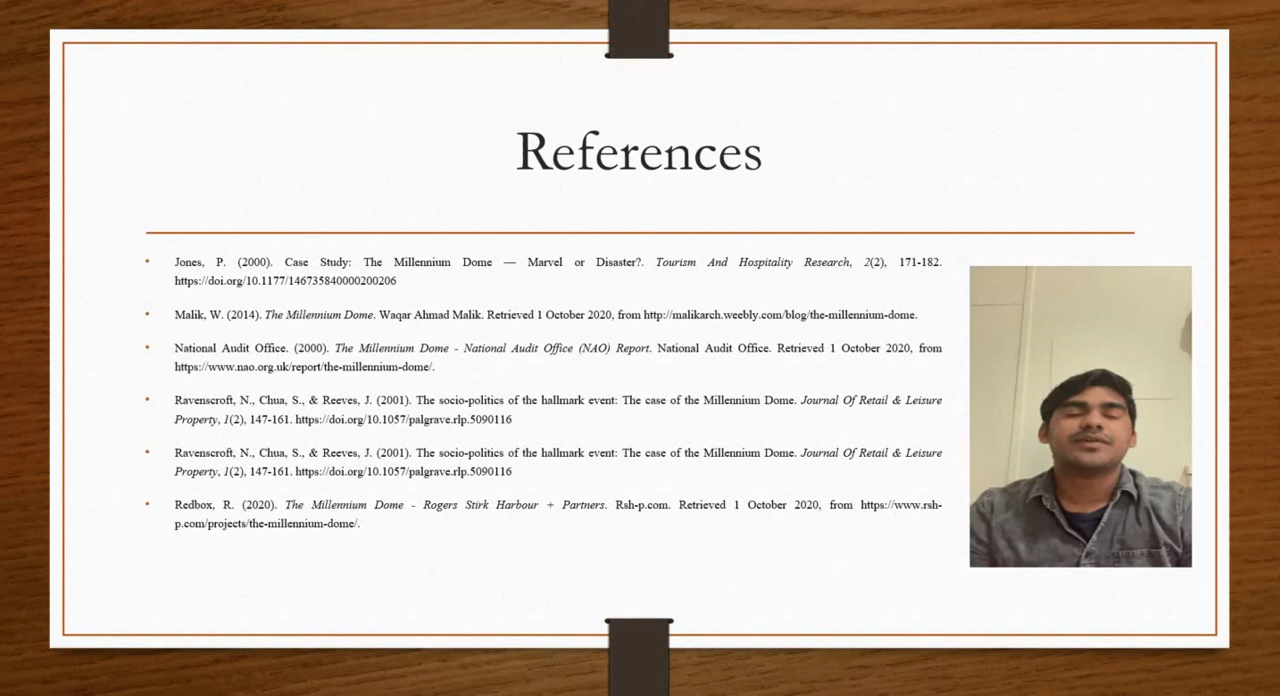 References
Jones, P. (2000). Case Study: The Millennium Dome — Marvel or Disaster?. Tourism And Hospitality Research, 2(2), 171-182.
https://doi.org/10.1177/146735840000200206
Malik, W. (2014). The Millennium Dome. Waqar Ahmad Malik. Retrieved 1 October 2020, from http://malikarch.weebly.com/blog/the-millennium-dome.
National Audit Office. (2000). The Millennium Dome - National Audit Office (NAO) Report. National Audit Office. Retrieved 1 October 2020, from
https://www.nao.org.uk/report/the-millennium-dome/.
Ravenscroft, N., Chua, S., & Reeves, J. (2001). The socio-politics of the hallmark event: The case of the Millennium Dome. Journal Of Retail & Leisure
Property, 1(2), 147-161. https://doi.org/10.1057/palgrave.rlp.5090116
Ravenscroft, N., Chua, S., & Reeves, J. (2001). The socio-politics of the hallmark event: The case of the Millennium Dome. Journal Of Retail & Leisure
Property, 1(2), 147-161. https://doi.org/10.1057/palgrave.rlp.5090116
Redbox, R. (2020). The Millennium Dome - Rogers Stirk Harbour + Partners. Rsh-p.com. Retrieved 1 October 2020, from https://www.rsh-
p.com/projects/the-millennium-dome/.